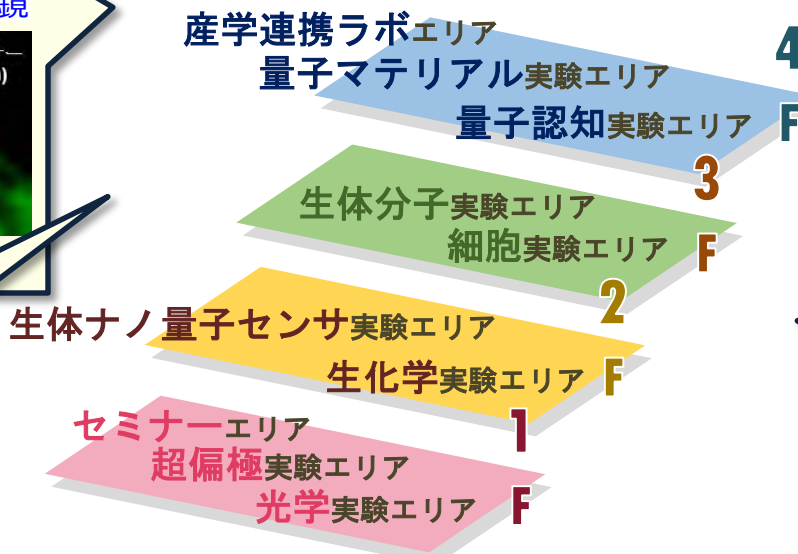 鏡
)
産学連携ラボエリア
量子マテリアル実験エリア
量子認知実験エリア
4F
生体分子実験エリア
細胞実験エリア
3F
生体ナノ量子センサ実験エリア
生化学実験エリア
2F
セミナーエリア
超偏極実験エリア
光学実験エリア
1F